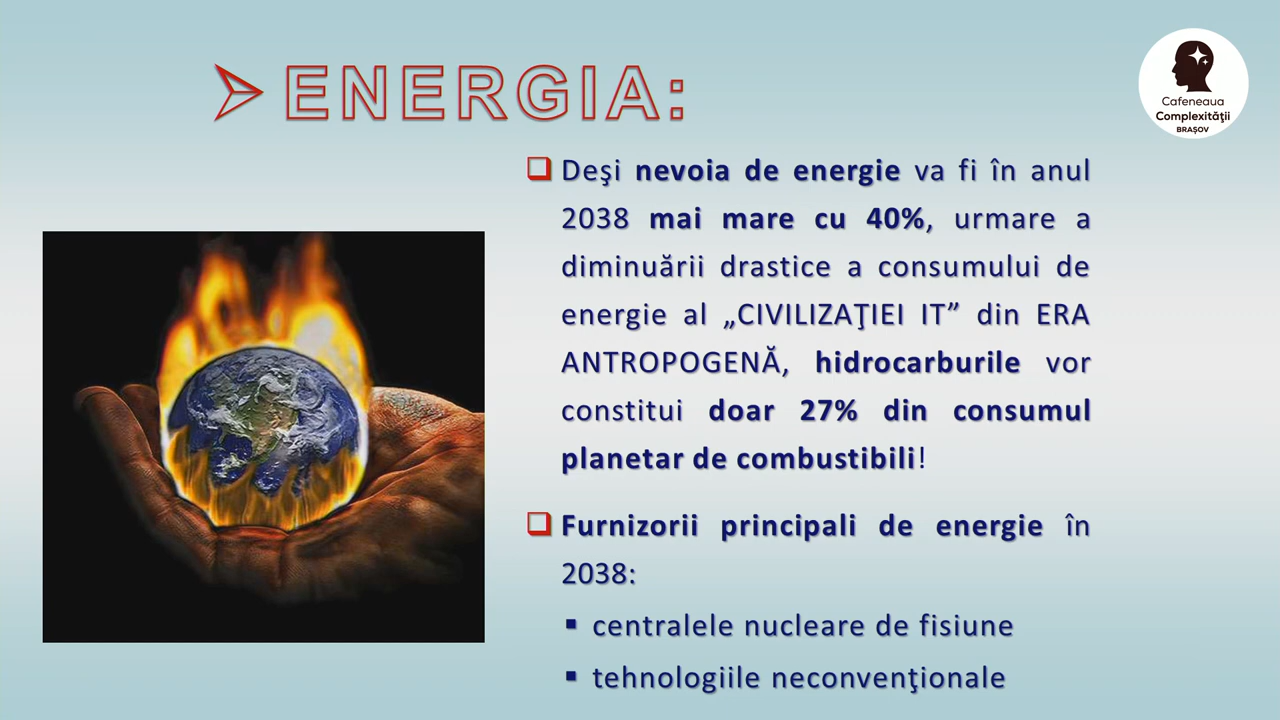 ENERGIA:
Cafeneaua
Complexităţii
BRAŞOV
Deşi nevoia de energie va fi în anul
2038 mai mare cu 40%, urmare a
diminuării drastice a consumului de
energie al „CIVILIZAŢIEI IT” din ERA
ANTROPOGENĂ, hidrocarburile vor
constitui doar 27% din consumul
planetar de combustibili!
Furnizorii principali de energie în
2038:
centralele nucleare de fisiune
tehnologiile neconvenţionale